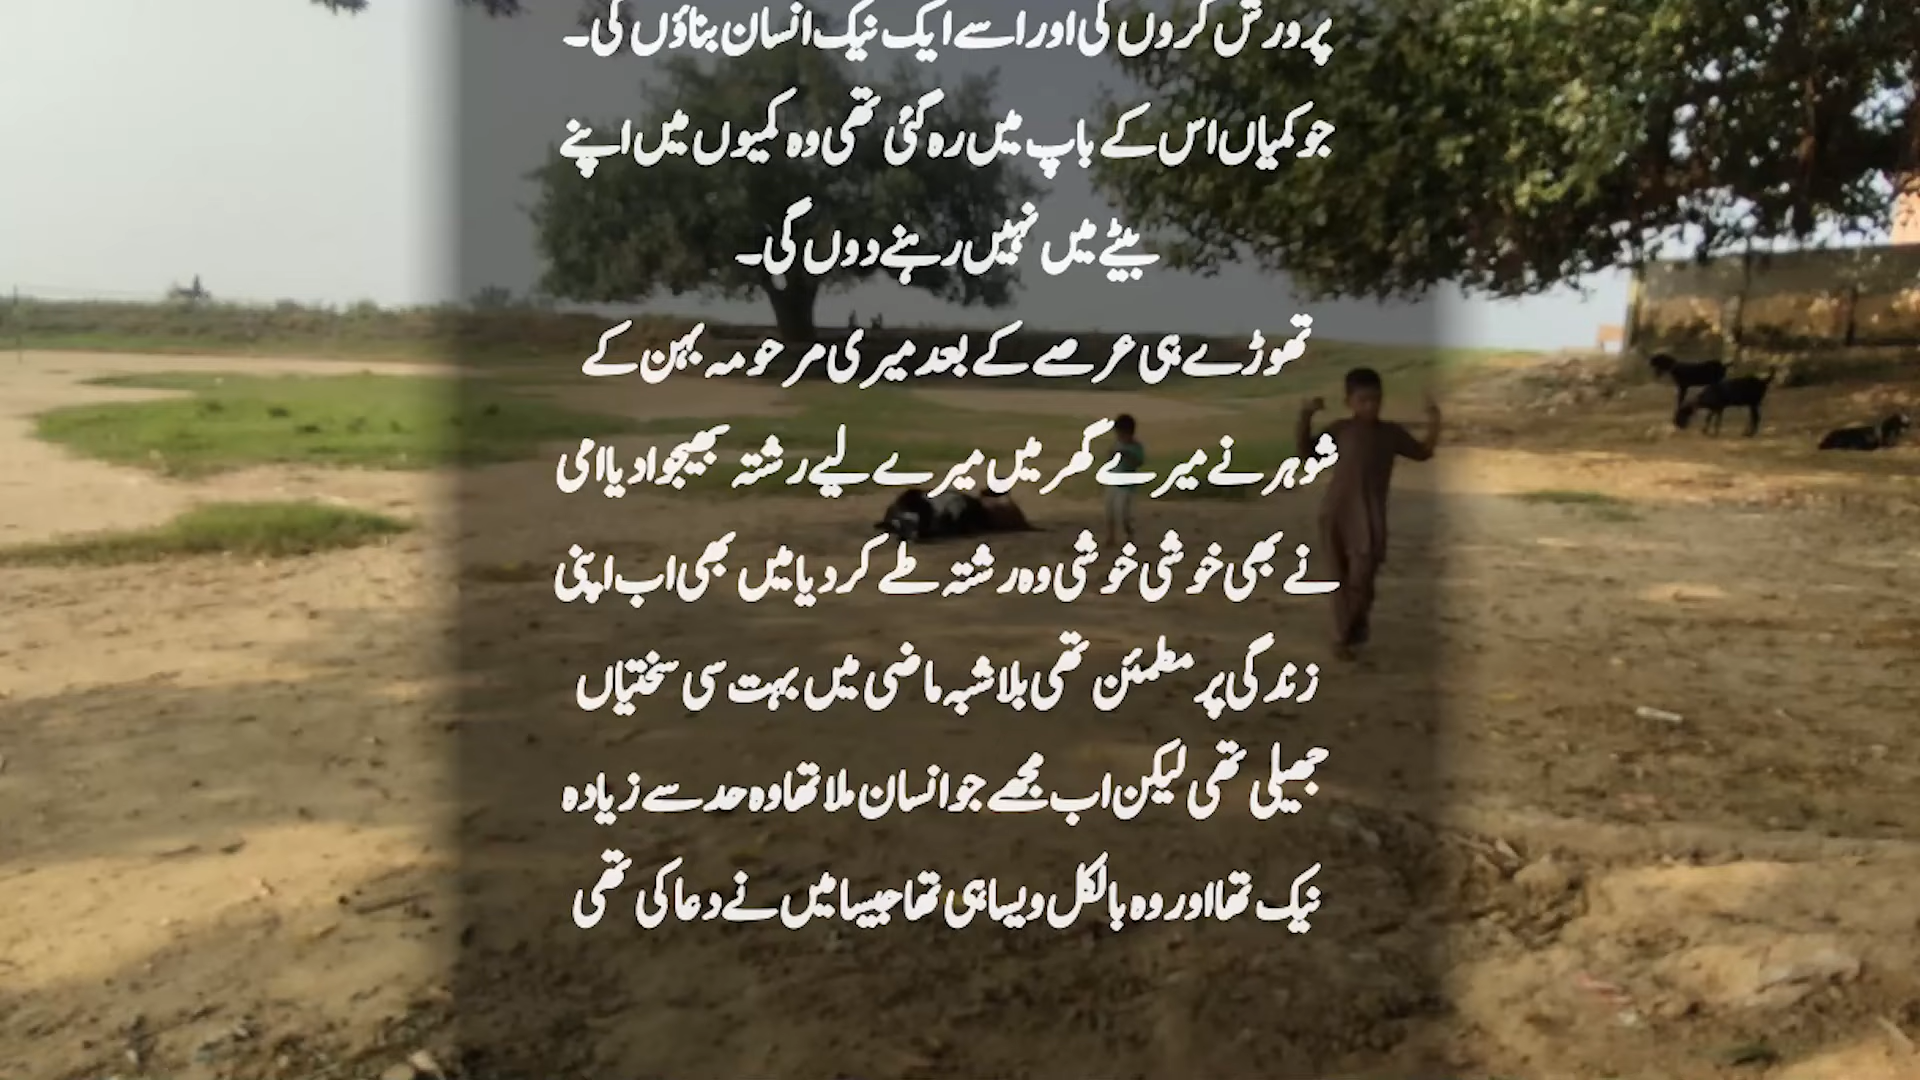 پرورش کروں گی اور اسے ایک نیک انسان بناؤں گی۔
جو کمیاں اس کے باپ میں رہ گئی تھی وہ کمیوں میں اپنے
بیٹے میں نہیں رہنے دوں گی۔
تھوڑے ہی عرصے کے بعد میری مرحومہ بہن کے
شوہر نے میرے گھر میں میرے لیے رشتہ بھیجوا دیا امی
نے بھی خوشی خوشی وہ رشتہ طے کر دیا میں بھی اب اپنی
زندگی پر مطمئن تھی بلاشبہ ماضی میں بہت سی سختیاں
جھیلی تھی لیکن اب مجھے جو انسان ملا تھا وہ حد سے زیادہ
نیک تھا اور وہ بالکل ویسا ہی تھا جیسا میں نے دعا کی تھی